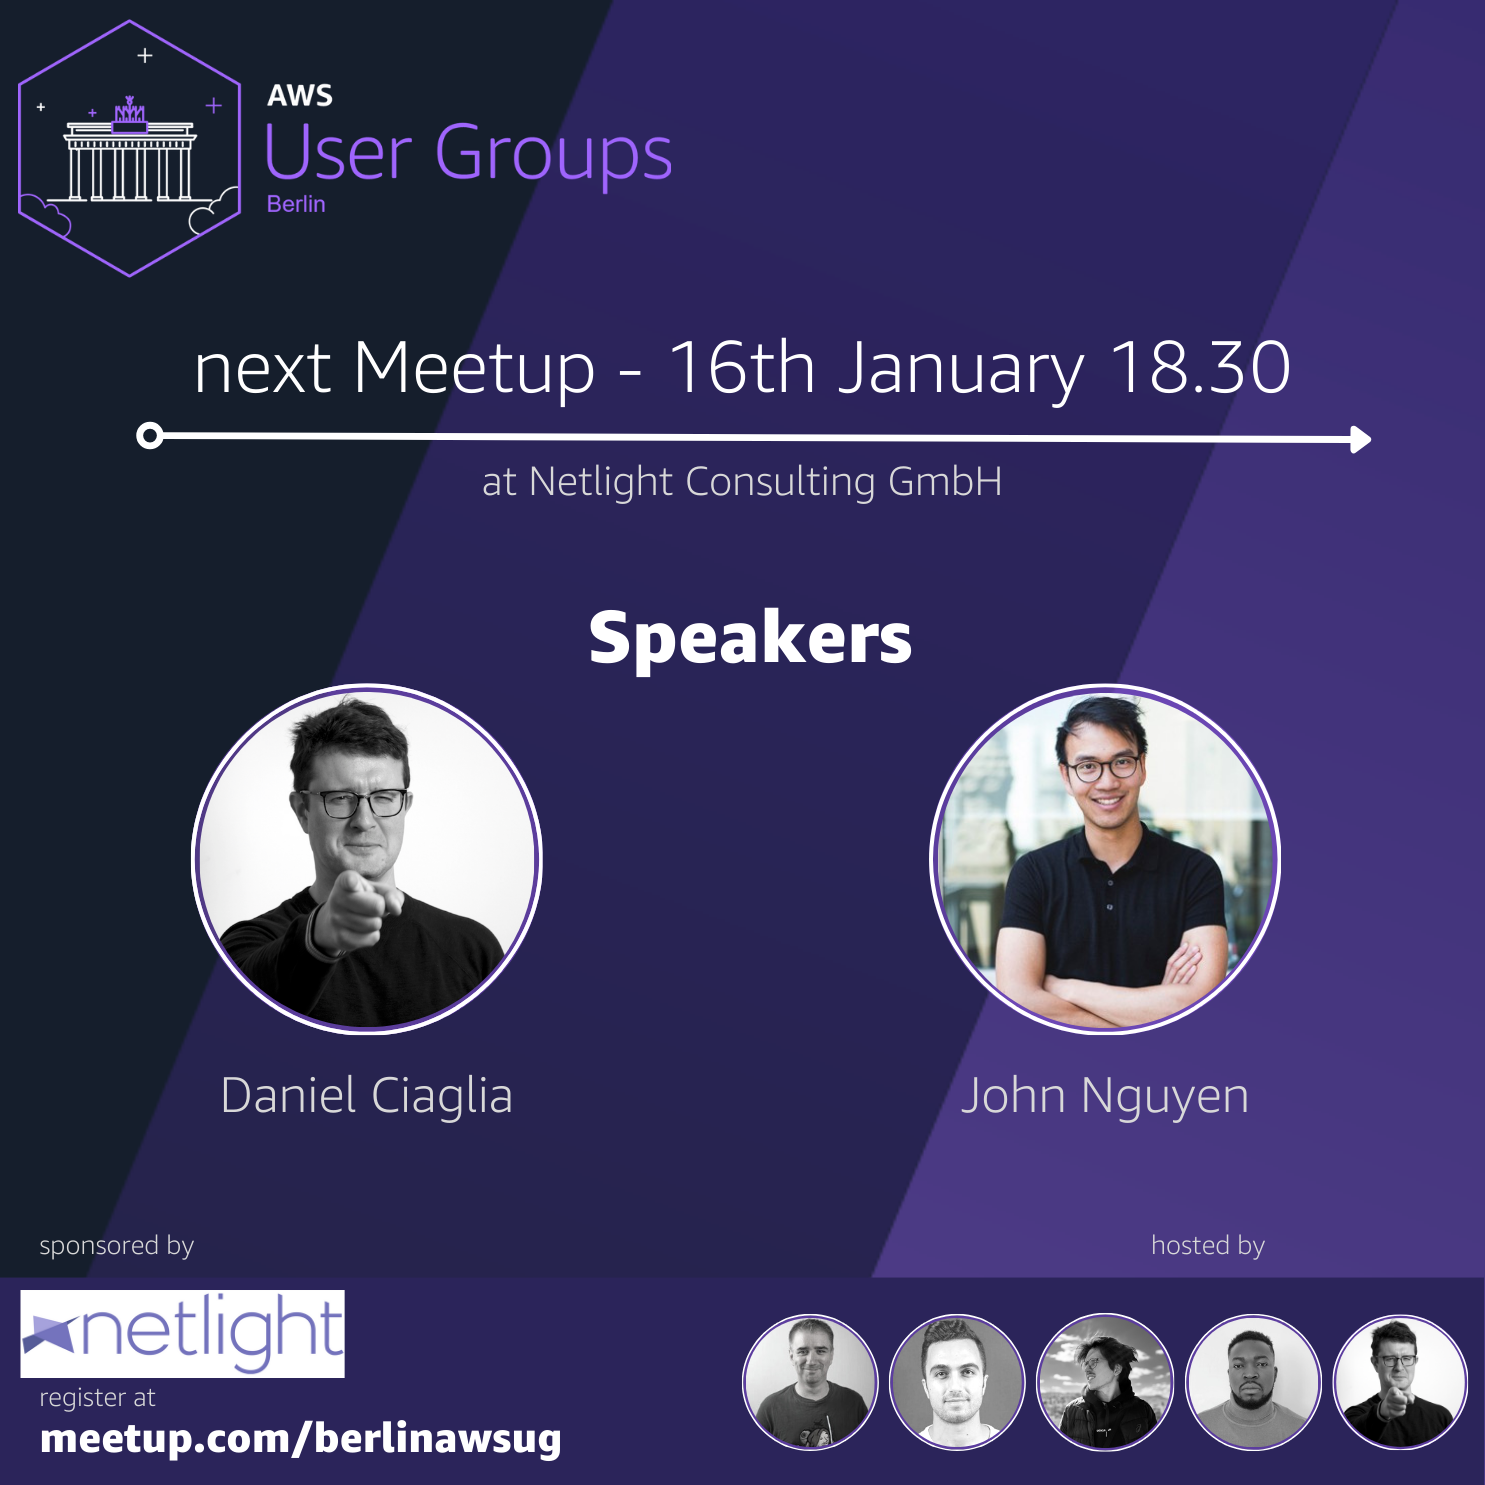 AWS
User Groups
Berlin
next Meetup - 16th January 18.30
at Netlight Consulting GmbH
Speakers
Daniel Ciaglia
John Nguyen
sponsored by
hosted by
netlight
register at
meetup.com/berlinawsug